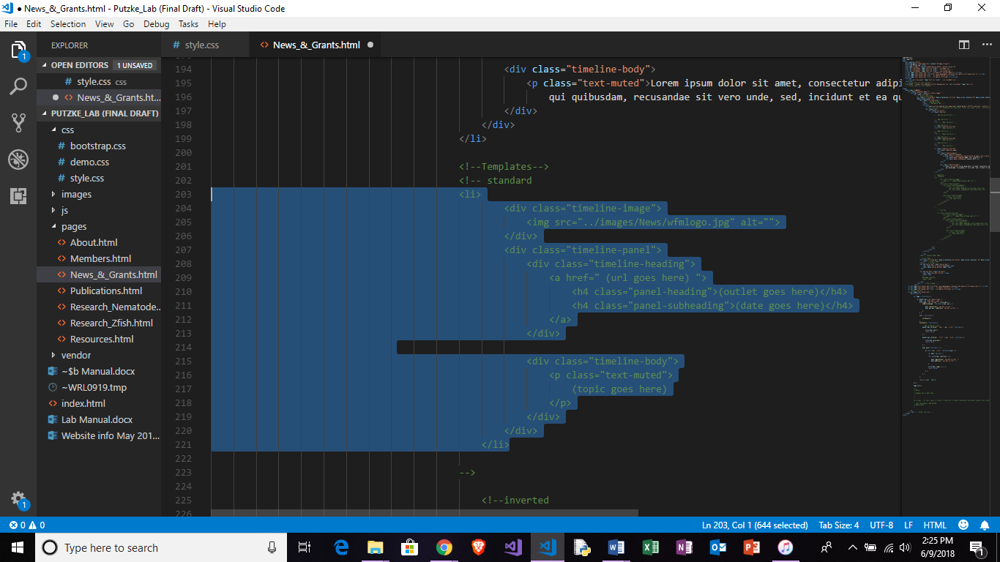 ● News_&_Grants.html - Putzke_Lab (Final Draft) - Visual Studio Code
File Edit Selection View Go Debug Tasks Help
EXPLORER
style.css
News_&_Grants.html
OPEN EDITORS 1 UNSAVED
style.css css
News_&_Grants.ht...
PUTZKE_LAB (FINAL DRAFT)
css
bootstrap.css
demo.css
style.css
images
js
pages
About.html
Members.html
News_&_Grants.html
Publications.html
Research_Nematode...
Research_Zfish.html
Resources.html
vendor
~$b Manual.docx
~WRL0919.tmp
index.html
Lab Manual.docx
Website info May 201...
1
1
194 <div class="timeline-body">
195 <p class="text-muted">Lorem ipsum dolor sit amet, consectetur adipi
196 qui quibusdam, recusandae sit vero unde, sed, incidunt et ea qu
197 </div>
198 </div>
199 </li>
200
201 <!--Templates-->
202 <!-- standard
203 <li>
204 <div class="timeline-image">
205 <img src="../images/News/wfmlogo.jpg" alt="">
206 </div>
207 <div class="timeline-panel">
208 <div class="timeline-heading">
209 <a href=" (url goes here) ">
210 <h4 class="panel-heading">(outlet goes here)</h4>
211 <h4 class="panel-subheading">(date goes here)</h4>
212 </a>
213 </div>
214
215 <div class="timeline-body">
216 <p class="text-muted">
217 (topic goes here)
218 </p>
219 </div>
220 </div>
221 </li>
222
223 -->
224
225 <!--inverted
226
0 0 Ln 203, Col 1 (644 selected) Tab Size: 4 UTF-8 LF HTML
Type here to search
2:25 PM
6/9/2018
1